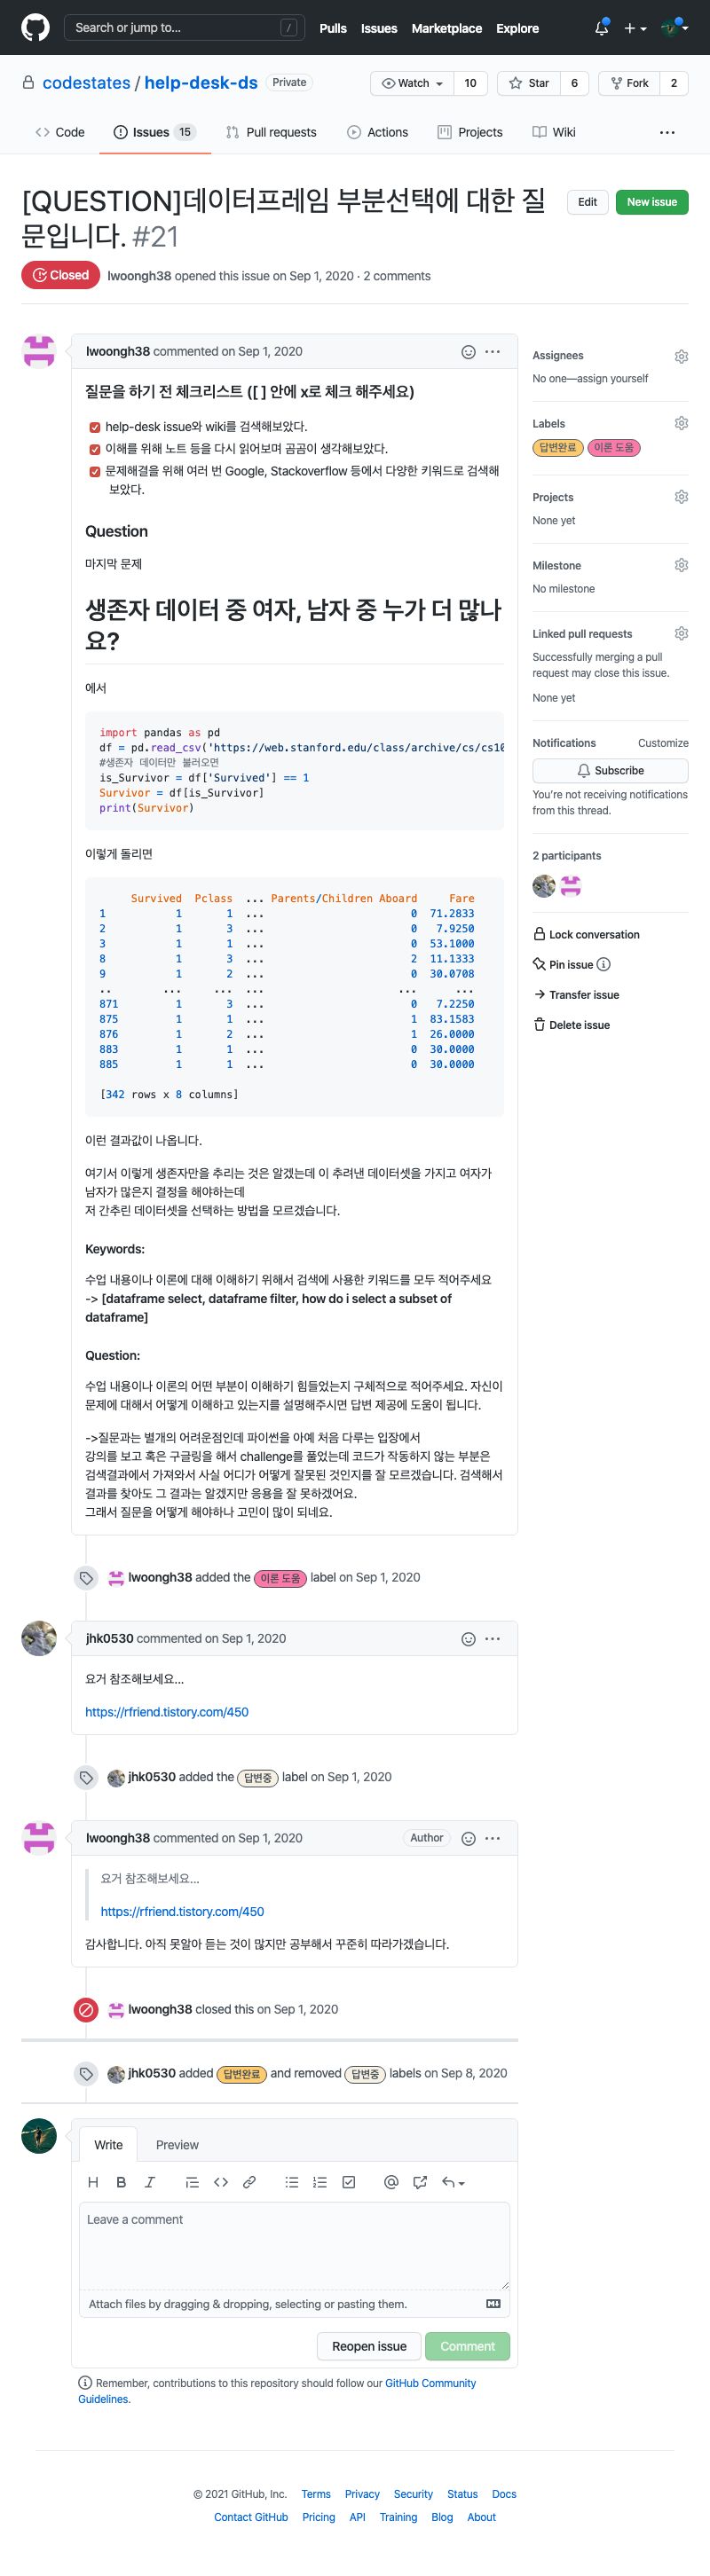 Search or jump to... /
Pulls Issues Marketplace Explore
codestates / help-desk-ds Private
Watch 10 Star 6 Fork 2
Code Issues 15 Pull requests Actions Projects Wiki ...
[QUESTION]데이터프레임 부분선택에 대한 질
문입니다. #21
Edit New issue
Closed lwoongh38 opened this issue on Sep 1, 2020 · 2 comments
lwoongh38 commented on Sep 1, 2020
질문을 하기 전 체크리스트 ([ ] 안에 x로 체크 해주세요)
help-desk issue와 wiki를 검색해보았다.
이해를 위해 노트 등을 다시 읽어보며 곰곰이 생각해보았다.
문제해결을 위해 여러 번 Google, Stackoverflow 등에서 다양한 키워드로 검색해
보았다.
Question
마지막 문제
생존자 데이터 중 여자, 남자 중 누가 더 많나
요?
에서
import pandas as pd
df = pd.read_csv('https://web.stanford.edu/class/archive/cs/cs10
#생존자 데이터만 불러오면
is_Survivor = df['Survived'] == 1
Survivor = df[is_Survivor]
print(Survivor)
이렇게 돌리면
Survived Pclass ... Parents/Children Aboard Fare
1 1 1 ... 0 71.2833
2 1 3 ... 0 7.9250
3 1 1 ... 0 53.1000
8 1 3 ... 2 11.1333
9 1 2 ... 0 30.0708
.. ... ... ... ... ...
871 1 3 ... 0 7.2250
875 1 1 ... 1 83.1583
876 1 2 ... 1 26.0000
883 1 1 ... 0 30.0000
885 1 1 ... 0 30.0000
[342 rows x 8 columns]
이런 결과값이 나옵니다.
여기서 이렇게 생존자만을 추리는 것은 알겠는데 이 추려낸 데이터셋을 가지고 여자가
남자가 많은지 결정을 해야하는데
저 간추린 데이터셋을 선택하는 방법을 모르겠습니다.
Keywords:
수업 내용이나 이론에 대해 이해하기 위해서 검색에 사용한 키워드를 모두 적어주세요
-> [dataframe select, dataframe filter, how do i select a subset of
dataframe]
Question:
수업 내용이나 이론의 어떤 부분이 이해하기 힘들었는지 구체적으로 적어주세요. 자신이
문제에 대해서 어떻게 이해하고 있는지를 설명해주시면 답변 제공에 도움이 됩니다.
->질문과는 별개의 어려운점인데 파이썬을 아예 처음 다루는 입장에서
강의를 보고 혹은 구글링을 해서 challenge를 풀었는데 코드가 작동하지 않는 부분은
검색결과에서 가져와서 사실 어디가 어떻게 잘못된 것인지를 잘 모르겠습니다. 검색해서
결과를 찾아도 그 결과는 알겠지만 응용을 잘 못하겠어요.
그래서 질문을 어떻게 해야하나 고민이 많이 되네요.
lwoongh38 added the 이론 도움 label on Sep 1, 2020
jhk0530 commented on Sep 1, 2020
요거 참조해보세요...
https://rfriend.tistory.com/450
jhk0530 added the 답변중 label on Sep 1, 2020
lwoongh38 commented on Sep 1, 2020 Author
요거 참조해보세요...
https://rfriend.tistory.com/450
감사합니다. 아직 못알아 듣는 것이 많지만 공부해서 꾸준히 따라가겠습니다.
lwoongh38 closed this on Sep 1, 2020
jhk0530 added 답변완료 and removed 답변중 labels on Sep 8, 2020
Write Preview
H B I
Leave a comment
Attach files by dragging & dropping, selecting or pasting them.
Reopen issue Comment
Remember, contributions to this repository should follow our GitHub Community
Guidelines.
Assignees
No one—assign yourself
Labels
답변완료 이론 도움
Projects
None yet
Milestone
No milestone
Linked pull requests
Successfully merging a pull
request may close this issue.
None yet
Notifications Customize
Subscribe
You're not receiving notifications
from this thread.
2 participants
Lock conversation
Pin issue
Transfer issue
Delete issue
© 2021 GitHub, Inc. Terms Privacy Security Status Docs
Contact GitHub Pricing API Training Blog About